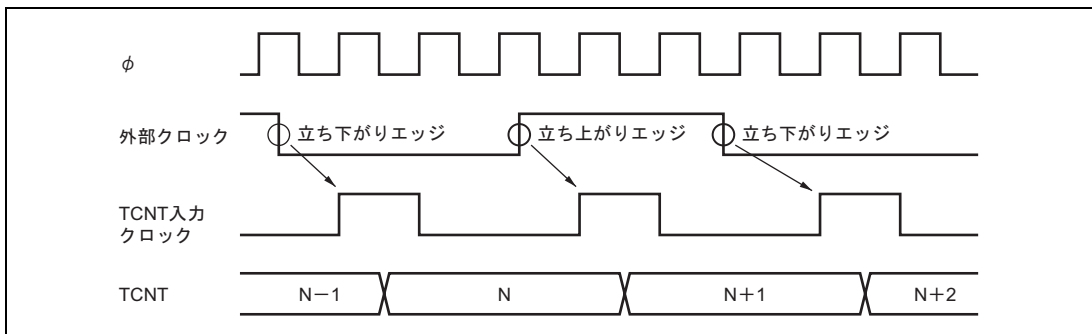 φ
外部クロック
立ち下がりエッジ
立ち上がりエッジ
立ち下がりエッジ
TCNT入力
クロック
TCNT
N－1
N
N＋1
N＋2